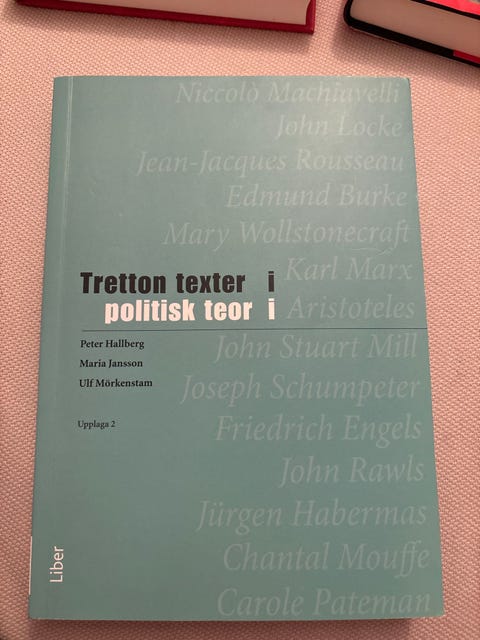 Niccolò Machiavelli
John Locke
Jean-Jacques Rousseau
Edmund Burke
Mary Wollstonecraft
Karl Marx
Tretton texter i
politisk teori
Aristoteles
John Stuart Mill
Peter Hallberg
Maria Jansson
Ulf Mörkenstam
Joseph Schumpeter
Upplaga 2
Friedrich Engels
John Rawls
Jürgen Habermas
Chantal Mouffe
Carole Pateman
Liber